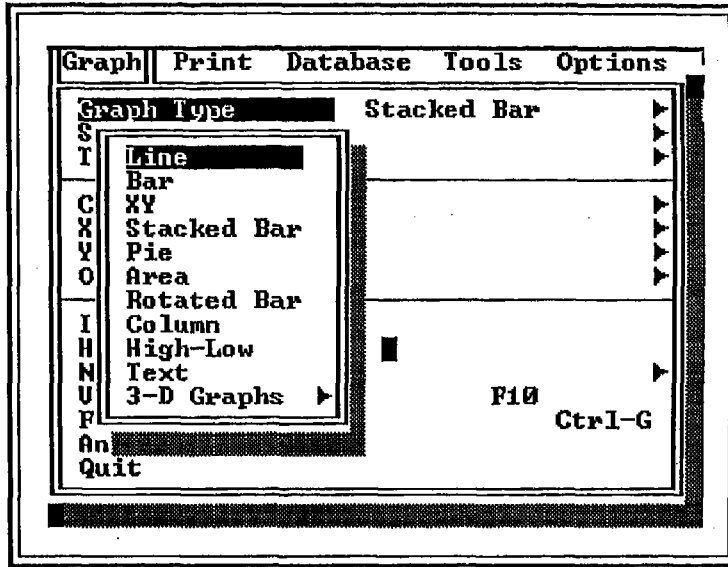 Graph Print Database Tools Options
Graph Type Stacked Bar
S
T
Line
Bar
C XY
X Stacked Bar
Y Pie
O Area
Rotated Bar
I Column
H High-Low
N Text
V 3-D Graphs F10
F Ctrl-G
An
Quit